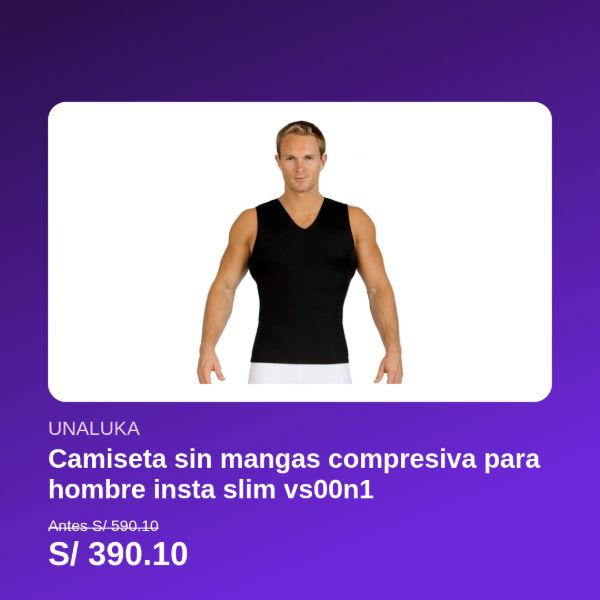 UNALUKA
Camiseta sin mangas compresiva para
hombre insta slim vs00n1
Antes S/ 590.10
S/ 390.10